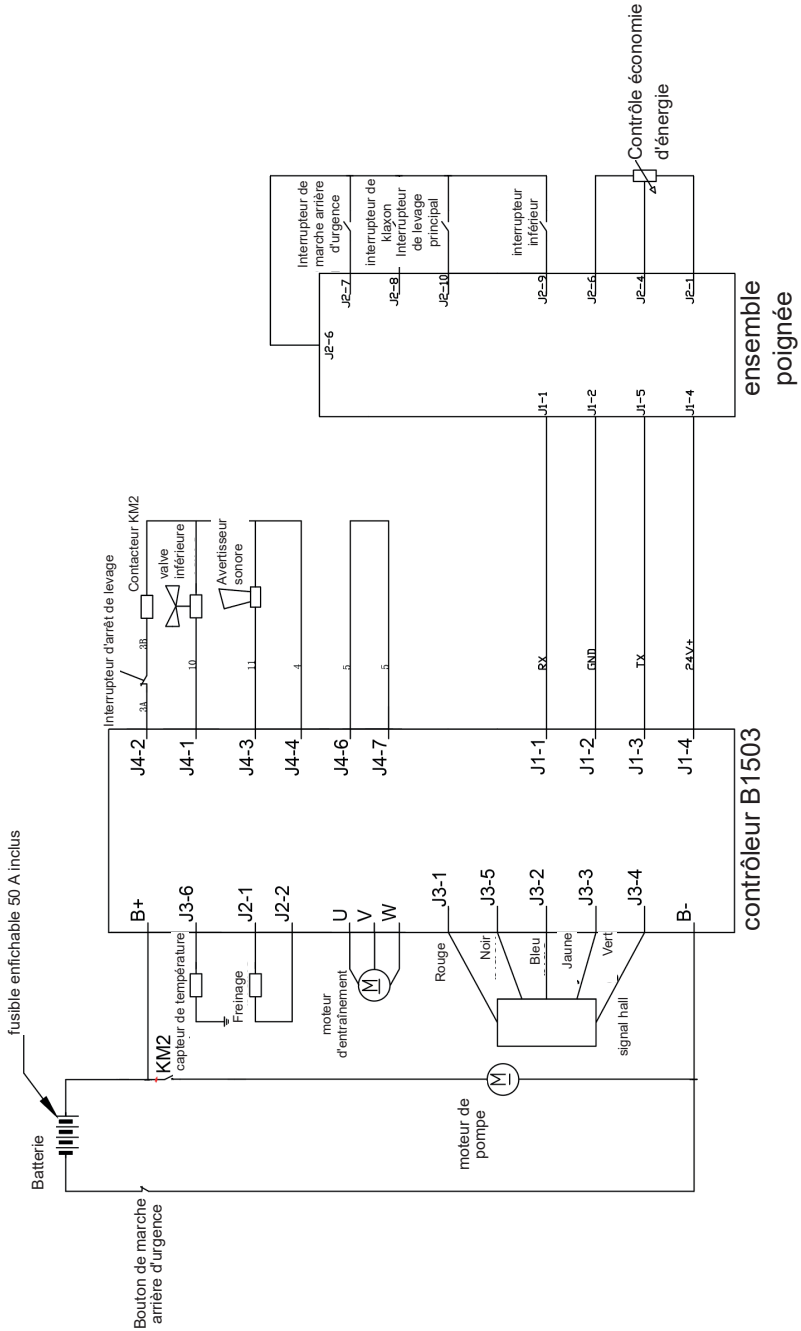 fusible enfichable 50 A inclus
Batterie
Bouton de marche
arrière d'urgence
KM2
capteur de température
Freinage
moteur
d'entraînement
moteur de
pompe
Rouge
Noir
Bleu
Jaune
Vert
signal hall
M
M
B+
J3-6
J2-1
J2-2
U
V
W
J3-1
J3-5
J3-2
J3-3
J3-4
B-
contrôleur B1503
J4-2
J4-1
J4-3
J4-4
J4-6
J4-7
J1-1
J1-2
J1-3
J1-4
Interrupteur d'arrêt de levage
3A
3B
Contacteur KM2
10
valve
inférieure
11
Avertisseur
sonore
4
5
5
RX
GND
TX
24V+
J1-1
J1-2
J1-5
J1-4
ensemble
poignée
J2-6
J2-7
J2-8
J2-10
J2-9
J2-6
J2-4
J2-1
Interrupteur de
marche arrière
d'urgence
interrupteur de
klaxon
Interrupteur
de levage
principal
interrupteur
inférieur
Contrôle économie
d'énergie